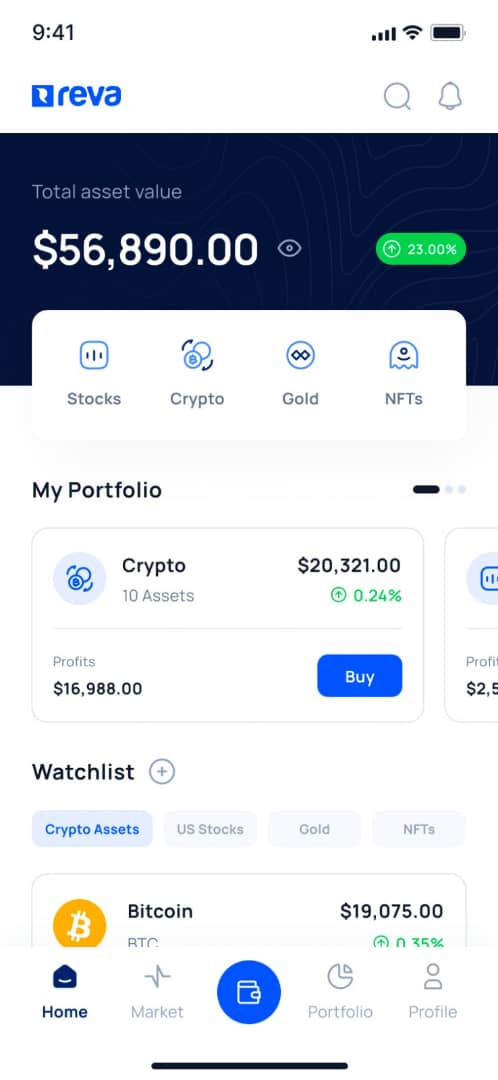 9:41
reva
Total asset value
$56,890.00
23.00%
Stocks Crypto Gold NFTs
My Portfolio
Crypto $20,321.00
10 Assets 0.24%
Profits
$16,988.00
Buy
Profi
$2,5
Watchlist
Crypto Assets US Stocks Gold NFTs
Bitcoin $19,075.00
BTC 0.35%
Home Market Portfolio Profile